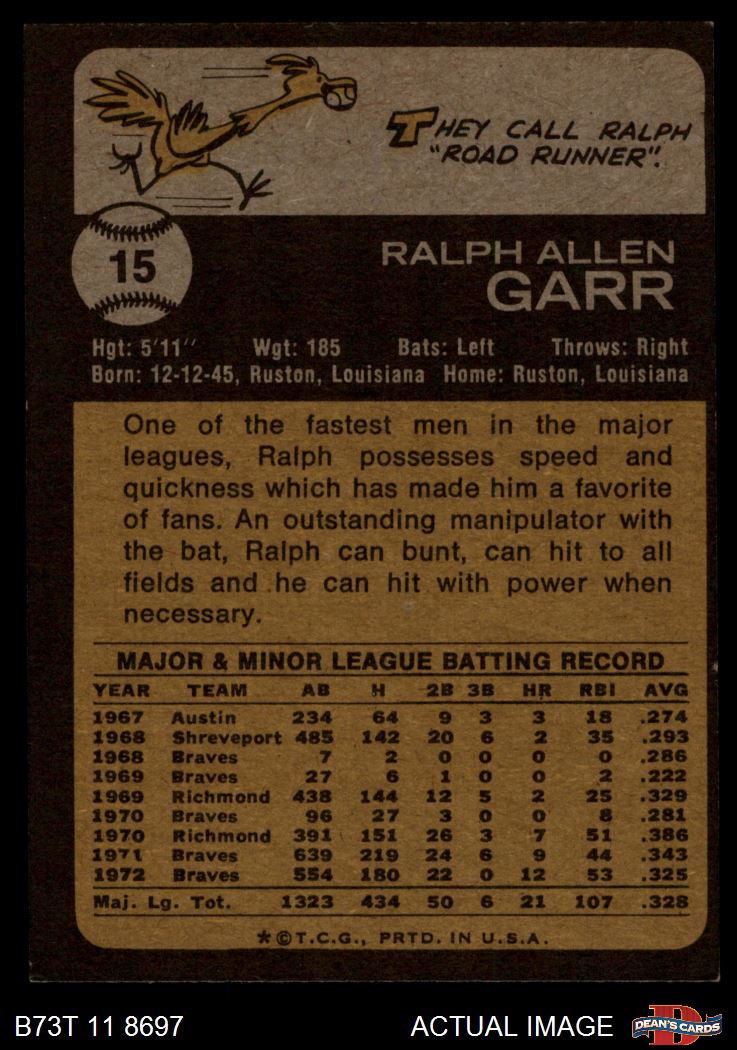 THEY CALL RALPH
"ROAD RUNNER".
15
RALPH ALLEN
GARR
Hgt: 5'11" Wgt: 185 Bats: Left Throws: Right
Born: 12-12-45, Ruston, Louisiana Home: Ruston, Louisiana
One of the fastest men in the major
leagues, Ralph possesses speed and
quickness which has made him a favorite
of fans. An outstanding manipulator with
the bat, Ralph can bunt, can hit to all
fields and he can hit with power when
necessary.
MAJOR & MINOR LEAGUE BATTING RECORD
YEAR TEAM AB H 2B 3B HR RBI AVG
1967 Austin 234 64 9 3 3 18 .274
1968 Shreveport 485 142 20 6 2 35 .293
1968 Braves 7 2 0 0 0 0 .286
1969 Braves 27 6 1 0 0 2 .222
1969 Richmond 438 144 12 5 2 25 .329
1970 Braves 96 27 3 0 0 8 .281
1970 Richmond 391 151 26 3 7 51 .386
1971 Braves 639 219 24 6 9 44 .343
1972 Braves 554 180 22 0 12 53 .325
Maj. Lg. Tot. 1323 434 50 6 21 107 .328
*©T.C.G., PRTD. IN U.S.A.
B73T 11 8697 ACTUAL IMAGE DEAN'S CARDS